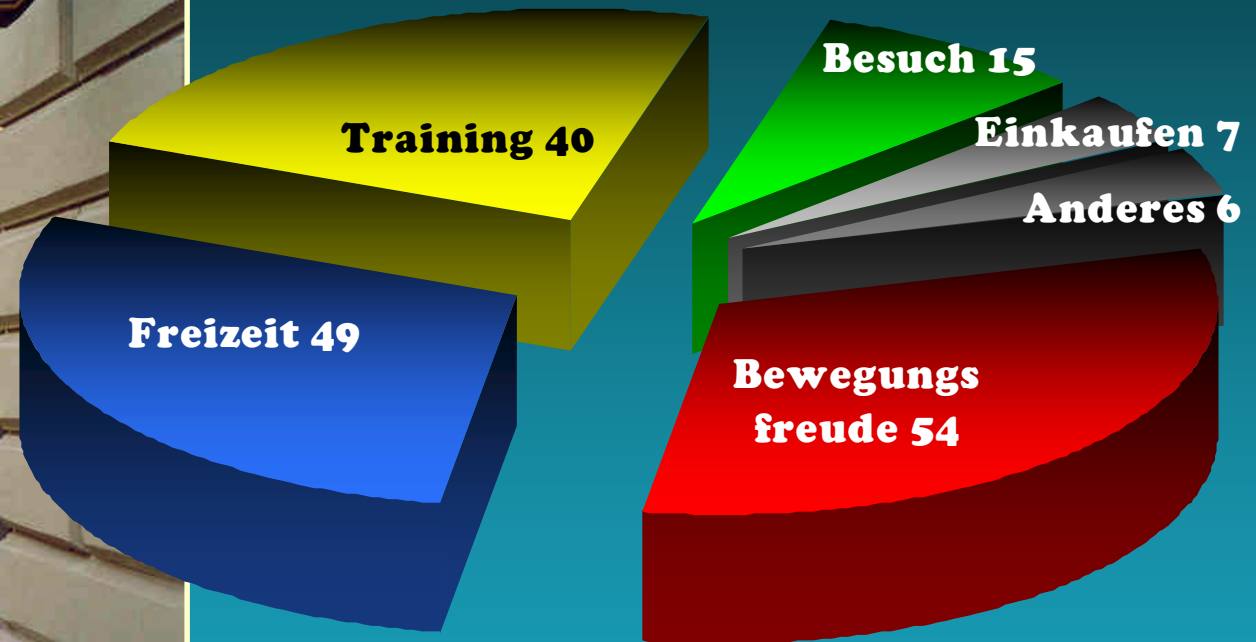 Besuch 15
Training 40
Einkaufen 7
Anderes 6
Freizeit 49
Bewegungs
freude 54